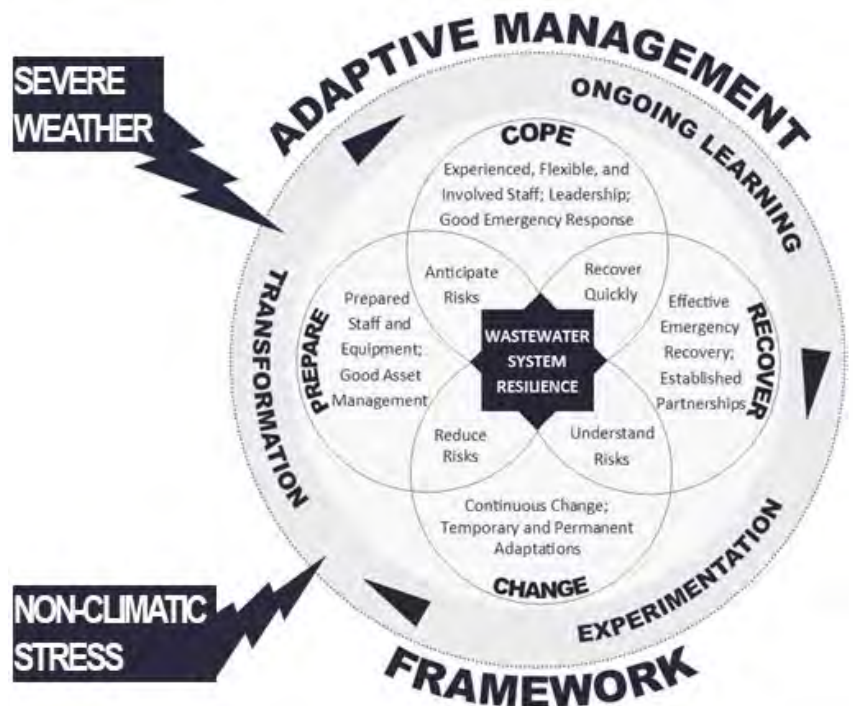 ADAPTIVE MANAGEMENT
SEVERE
WEATHER
ONGOING LEARNING
COPE
Experienced, Flexible, and
Involved Staff; Leadership;
Good Emergency Response
Anticipate
Risks
Recover
Quickly
TRANSFORMATION
PREPARE
Prepared
Staff and
Equipment;
Good Asset
Management
WASTEWATER
SYSTEM
RESILIENCE
Effective
Emergency
Recovery;
Established
Partnerships
RECOVER
Reduce
Risks
Understand
Risks
Continuous Change;
Temporary and Permanent
Adaptations
CHANGE
EXPERIMENTATION
NON-CLIMATIC
STRESS
FRAMEWORK